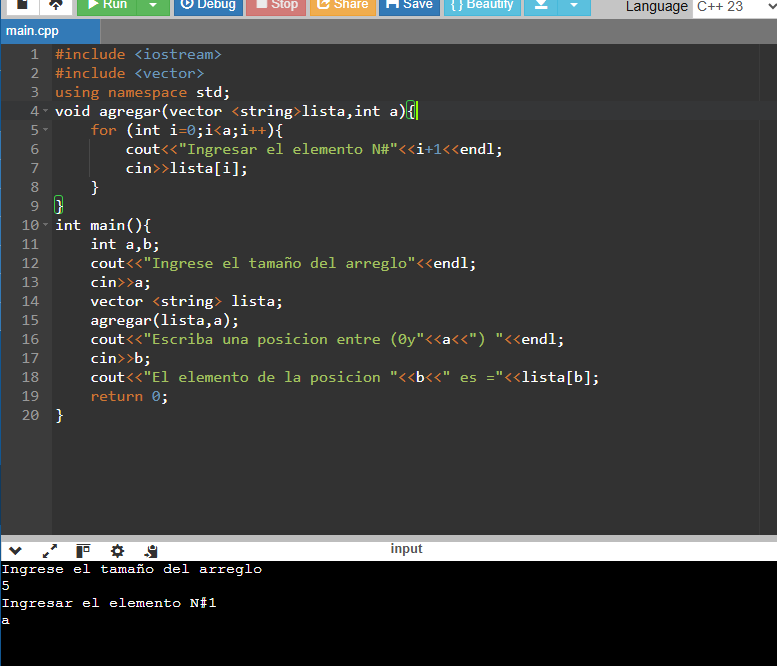 Run Debug Stop Share Save { } Beautify Language C++ 23
main.cpp
1 #include <iostream>
2 #include <vector>
3 using namespace std;
4 void agregar(vector <string>lista,int a){
5 for (int i=0;i<a;i++){
6 cout<<"Ingresar el elemento N#"<<i+1<<endl;
7 cin>>lista[i];
8 }
9 }
10 int main(){
11 int a,b;
12 cout<<"Ingrese el tamaño del arreglo"<<endl;
13 cin>>a;
14 vector <string> lista;
15 agregar(lista,a);
16 cout<<"Escriba una posicion entre (0y"<<a<<") "<<endl;
17 cin>>b;
18 cout<<"El elemento de la posicion "<<b<<" es ="<<lista[b];
19 return 0;
20 }
input
Ingrese el tamaño del arreglo
5
Ingresar el elemento N#1
a